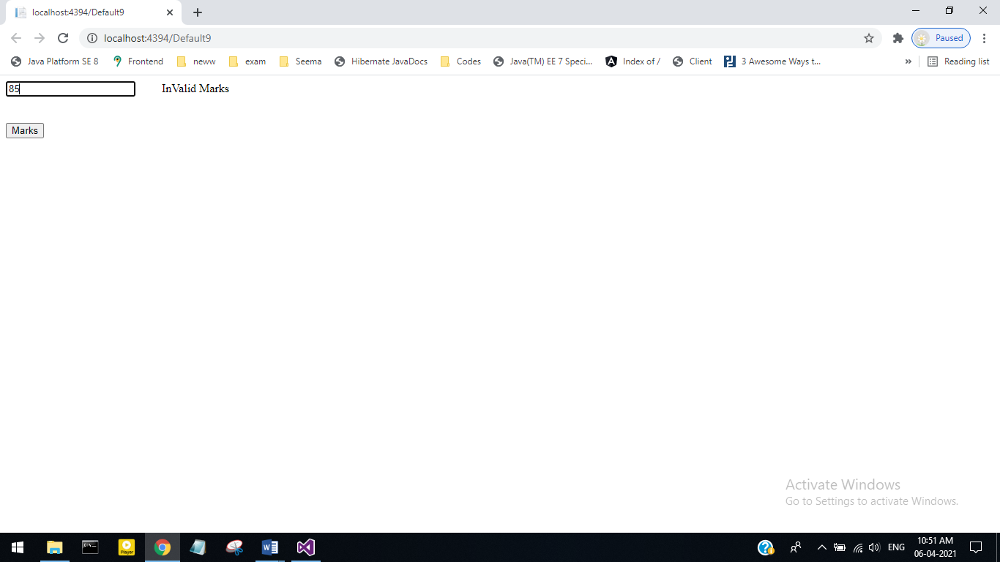 localhost:4394/Default9
localhost:4394/Default9
Paused
Java Platform SE 8 Frontend neww exam Seema Hibernate JavaDocs Codes Java(TM) EE 7 Speci... Index of / Client 3 Awesome Ways t... » Reading list
85 InValid Marks
Marks
Activate Windows
Go to Settings to activate Windows.
Player
ENG
10:51 AM
06-04-2021